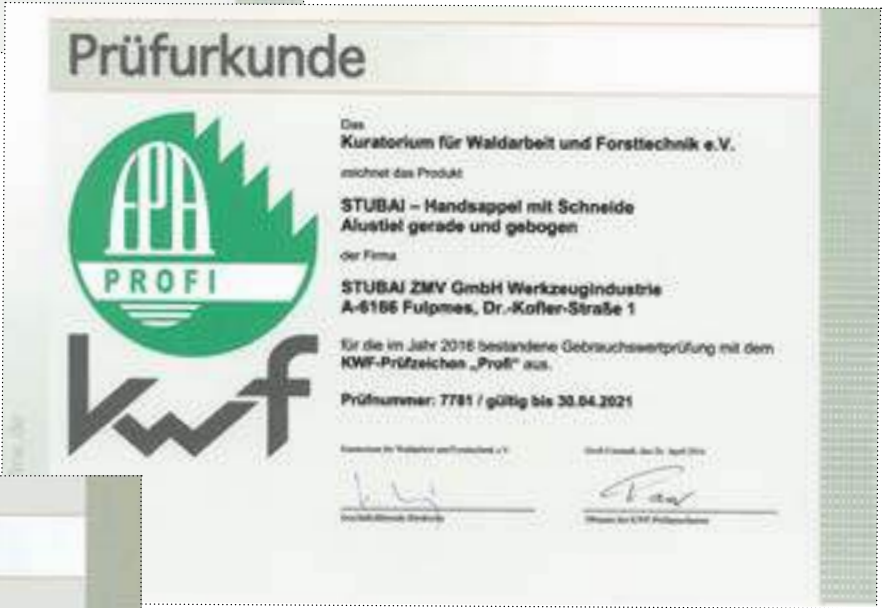 Prüfurkunde
Das
Kuratorium für Waldarbeit und Forsttechnik e.V.
zeichnet das Produkt
STUBAI – Handsappel mit Schneide
Alustiel gerade und gebogen
der Firma
STUBAI ZMV GmbH Werkzeugindustrie
A-6166 Fulpmes, Dr.-Kofler-Straße 1
für die im Jahr 2016 bestandene Gebrauchswertprüfung mit dem
KWF-Prüfzeichen „Profi“ aus.
Prüfnummer: 7781 / gültig bis 30.04.2021
FPA
PROFI
kwf